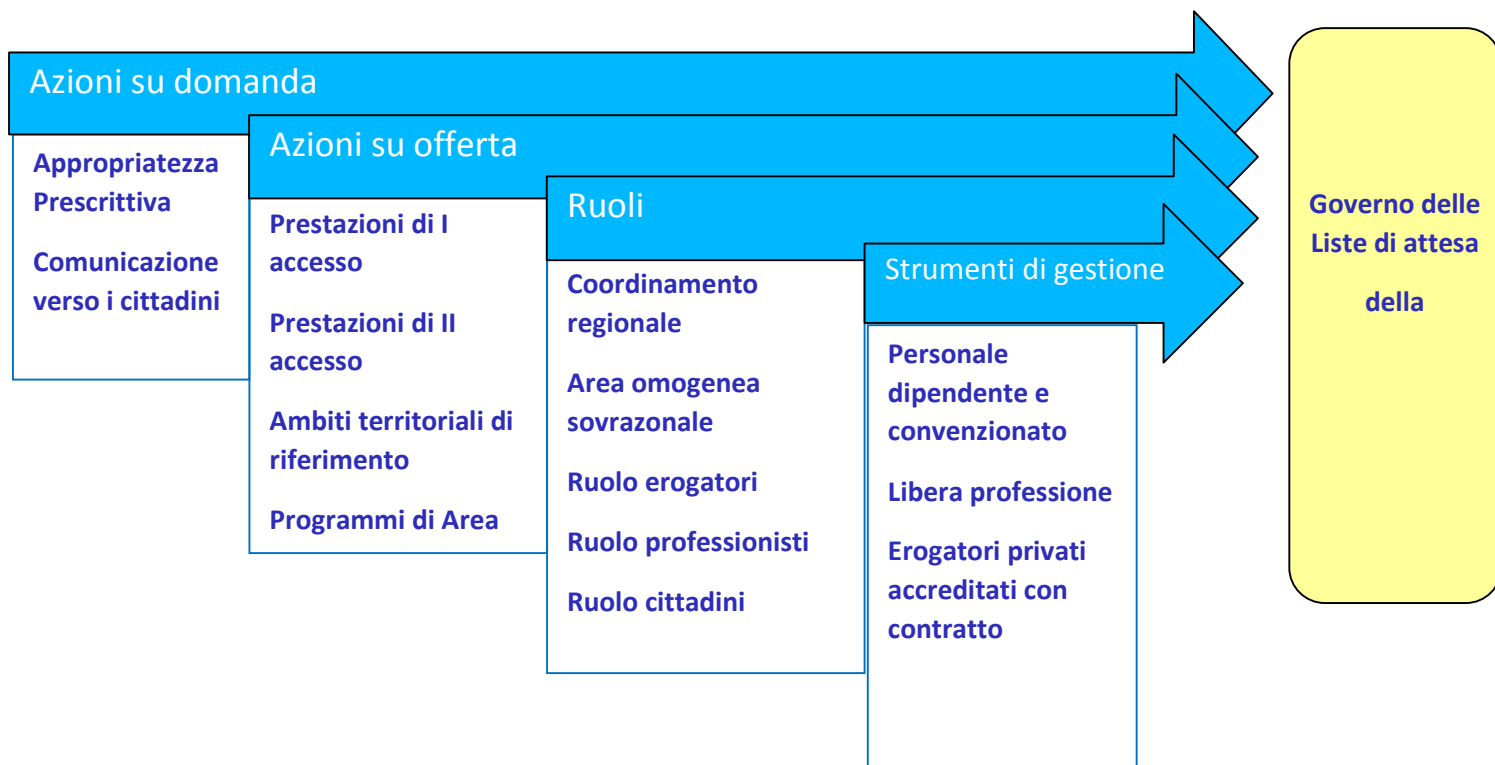 Azioni su domanda
Appropriatezza
Prescrittiva
Comunicazione
verso i cittadini
Azioni su offerta
Prestazioni di I
accesso
Prestazioni di II
accesso
Ambiti territoriali di
riferimento
Programmi di Area
Ruoli
Coordinamento
regionale
Area omogenea
sovrazonale
Ruolo erogatori
Ruolo professionisti
Ruolo cittadini
Strumenti di gestione
Personale
dipendente e
convenzionato
Libera professione
Erogatori privati
accreditati con
contratto
Governo delle
Liste di attesa
della